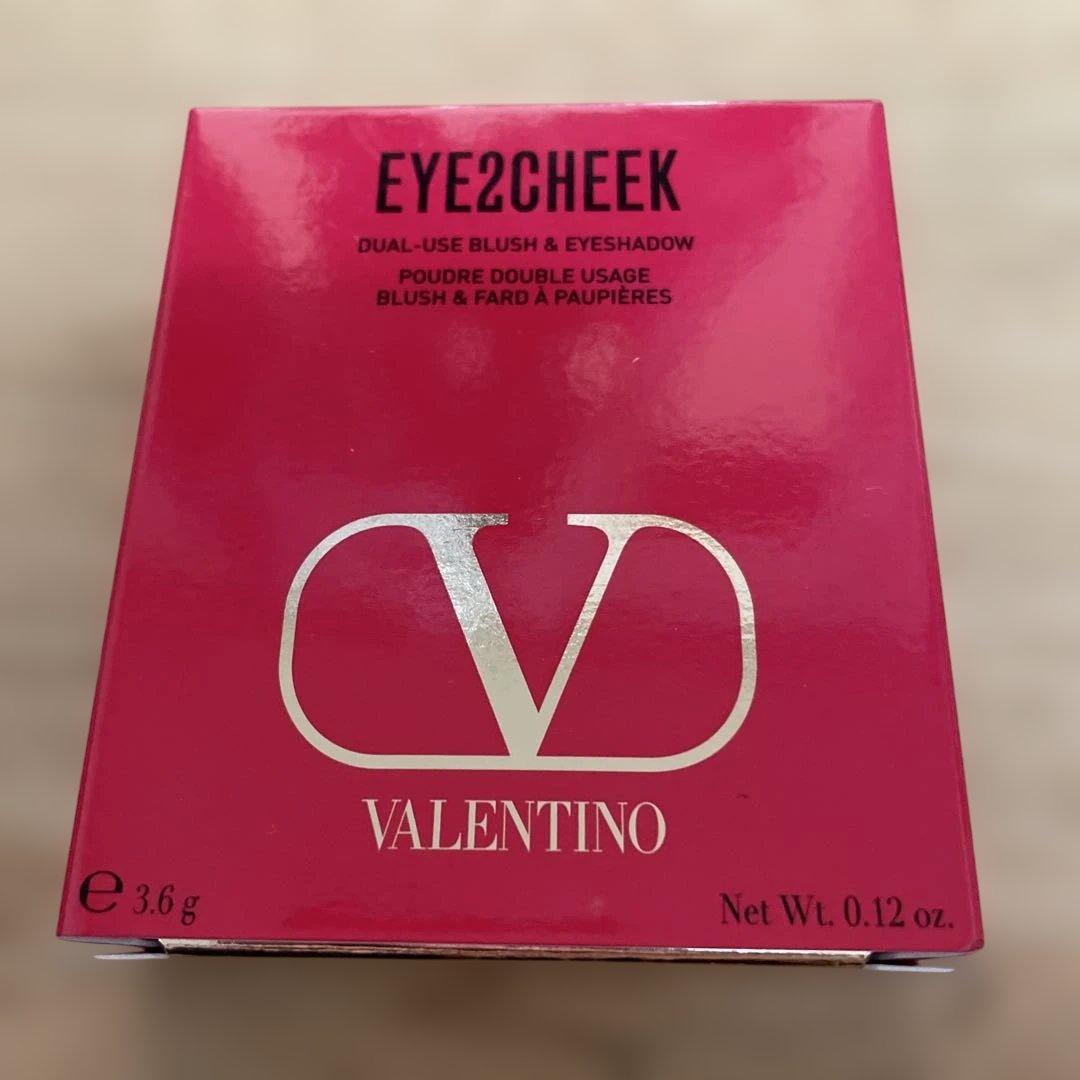 EYE2CHEEK
DUAL-USE BLUSH & EYESHADOW
POUDRE DOUBLE USAGE
BLUSH & FARD À PAUPIÈRES
V
VALENTINO
℮ 3.6 g
Net Wt. 0.12 oz.